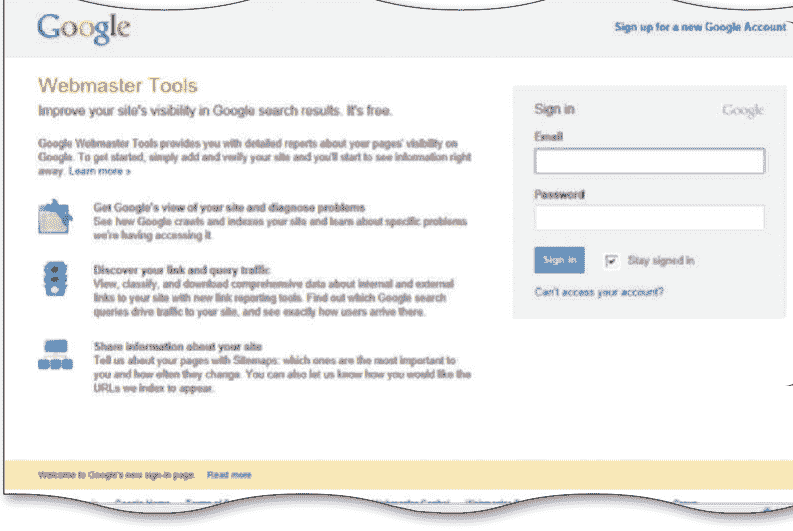 Google
Sign up for a new Google Account
Webmaster Tools
Improve your site's visibility in Google search results. It's free.
Google Webmaster Tools provides you with detailed reports about your pages' visibility on
Google. To get started, simply add and verify your site and you'll start to see information right
away. Learn more »
Get Google's view of your site and diagnose problems
See how Google crawls and indexes your site and learn about specific problems
we're having accessing it
Discover your link and query traffic
View, classify, and download comprehensive data about internal and external
links to your site with new link reporting tools. Find out which Google search
queries drive traffic to your site, and see exactly how users arrive there.
Share information about your site
Tell us about your pages with Sitemaps: which ones are the most important to
you and how often they change. You can also let us know how you would like the
URLs we index to appear.
Sign in Google
Email
Password
Sign in Stay signed in
Can't access your account?
Welcome to Google's new sign-in page. Read more
Google Home